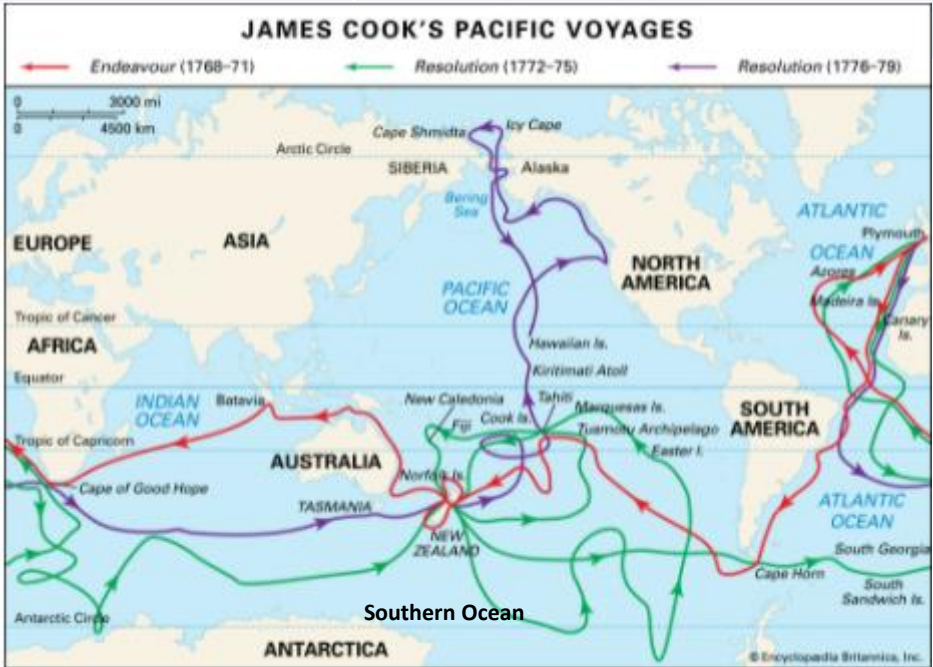 JAMES COOK'S PACIFIC VOYAGES
Endeavour (1768–71) Resolution (1772–75) Resolution (1776–79)
0 3000 mi
0 4500 km
Cape Shmidta
Icy Cape
Arctic Circle
SIBERIA
Alaska
Bering
Sea
ATLANTIC
OCEAN
Plymouth
EUROPE
ASIA
NORTH
AMERICA
Azores
PACIFIC
OCEAN
Madeira Is.
Canary
Is.
Tropic of Cancer
AFRICA
Hawaiian Is.
Equator
Kiritimati Atoll
INDIAN
OCEAN
Batavia
New Caledonia
Tahiti
Cook Is.
Marquesas Is.
SOUTH
AMERICA
Fiji
Tuamotu Archipelago
Tropic of Capricorn
Easter I.
AUSTRALIA
Norfolk Is.
Cape of Good Hope
TASMANIA
ATLANTIC
OCEAN
NEW
ZEALAND
South Georgia
Cape Horn
South
Sandwich Is.
Southern Ocean
Antarctic Circle
ANTARCTICA
© Encyclopædia Britannica, Inc.